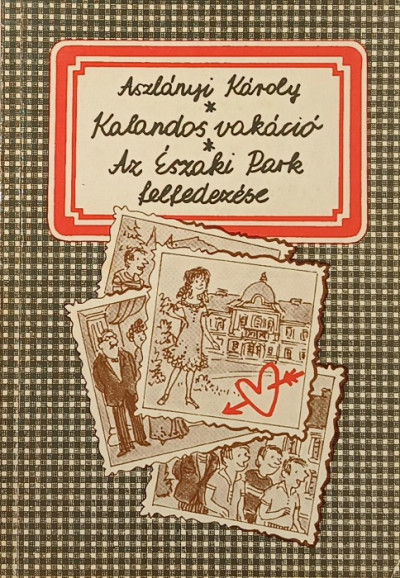 Aszlányi Károly
*
Kalandos vakáció
*
Az Északi Park
felfedezése